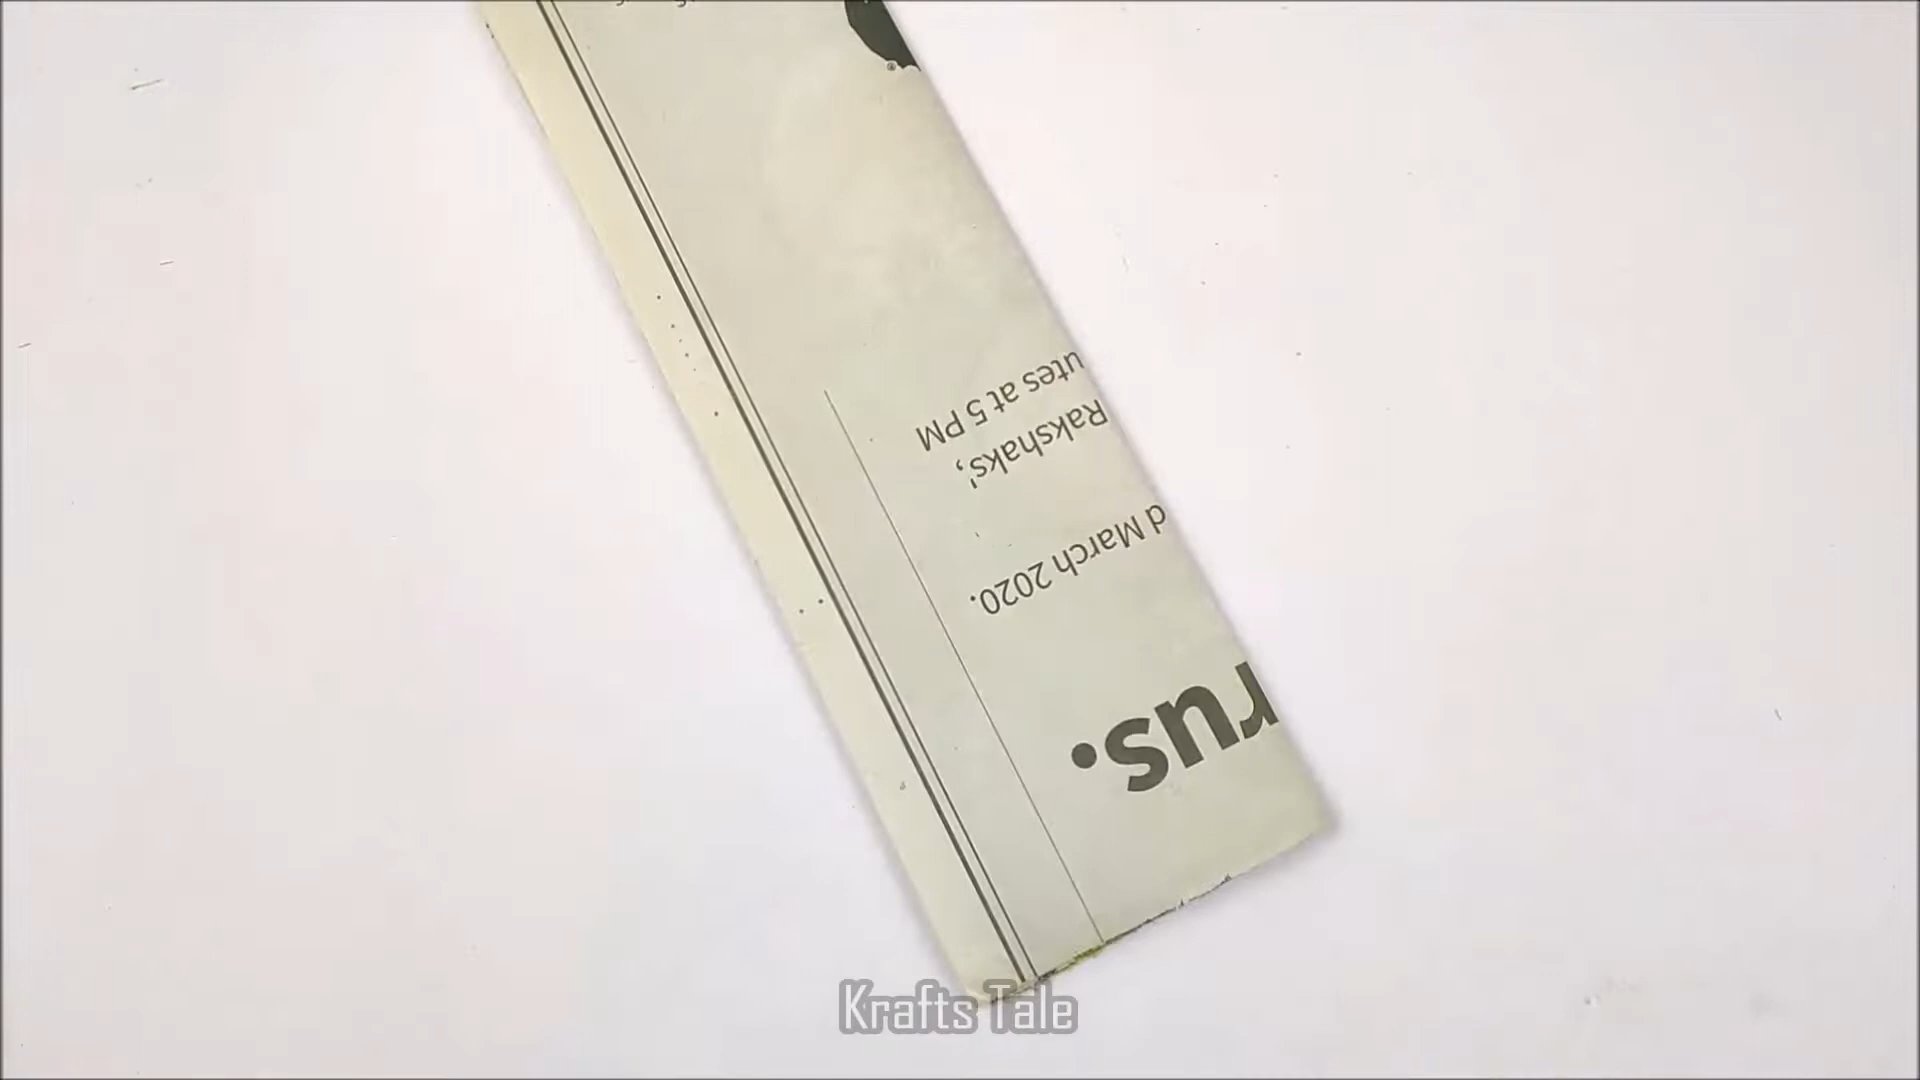 rus.
d March 2020.
Rakshaks',
utes at 5 PM
Krafts Tale